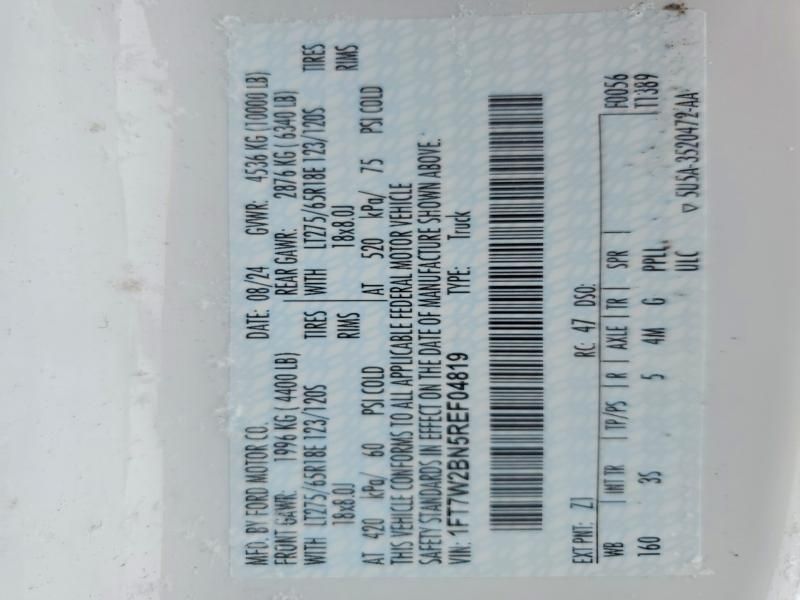 MFD. BY FORD MOTOR CO. DATE: 08/24 GVWR: 4536 KG (10000 LB)
FRONT GAWR: 1996 KG (4400 LB) REAR GAWR: 2876 KG (6340 LB)
WITH LT275/65R18E 123/120S TIRES WITH LT275/65R18E 123/120S TIRES
18x8.0J RIMS 18x8.0J RIMS
AT 420 kPa/ 60 PSI COLD AT 520 kPa/ 75 PSI COLD
THIS VEHICLE CONFORMS TO ALL APPLICABLE FEDERAL MOTOR VEHICLE
SAFETY STANDARDS IN EFFECT ON THE DATE OF MANUFACTURE SHOWN ABOVE.
VIN: 1FT7W2BN5REF04819 TYPE: Truck
EXT PNT: Z1 RC: 47 DSO:
WB INT TR TP/PS R AXLE TR SPR F0056
160 3S 5 4M G PPLL T1389
ULC ▽ SU5A-3520472-AA